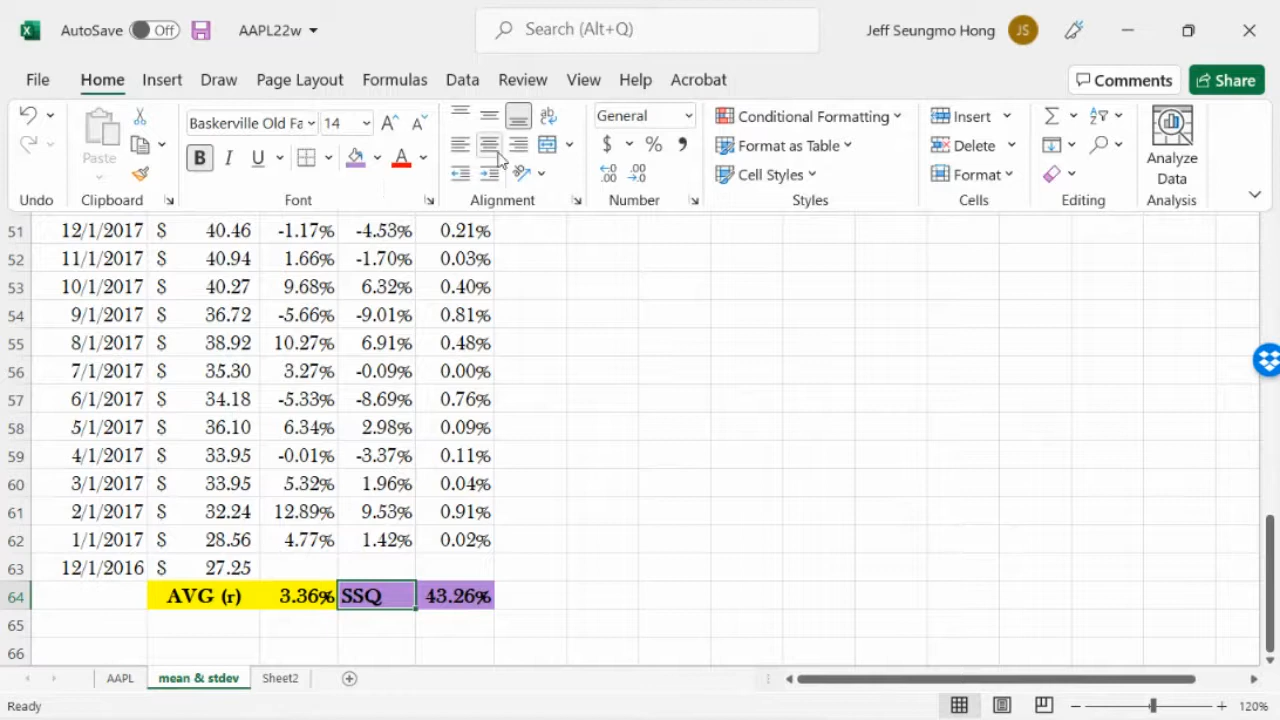 AutoSave Off AAPL22w Search (Alt+Q) Jeff Seungmo Hong JS
File Home Insert Draw Page Layout Formulas Data Review View Help Acrobat Comments Share
Baskerville Old Fa 14 General Conditional Formatting Insert
Paste B I U A $ % Format as Table Delete Analyze
Cell Styles Format Data
Undo Clipboard Font Alignment Number Styles Cells Editing Analysis
51 12/1/2017 $ 40.46 -1.17% -4.53% 0.21%
52 11/1/2017 $ 40.94 1.66% -1.70% 0.03%
53 10/1/2017 $ 40.27 9.68% 6.32% 0.40%
54 9/1/2017 $ 36.72 -5.66% -9.01% 0.81%
55 8/1/2017 $ 38.92 10.27% 6.91% 0.48%
56 7/1/2017 $ 35.30 3.27% -0.09% 0.00%
57 6/1/2017 $ 34.18 -5.33% -8.69% 0.76%
58 5/1/2017 $ 36.10 6.34% 2.98% 0.09%
59 4/1/2017 $ 33.95 -0.01% -3.37% 0.11%
60 3/1/2017 $ 33.95 5.32% 1.96% 0.04%
61 2/1/2017 $ 32.24 12.89% 9.53% 0.91%
62 1/1/2017 $ 28.56 4.77% 1.42% 0.02%
63 12/1/2016 $ 27.25
64 AVG (r) 3.36% SSQ 43.26%
65
66
AAPL mean & stdev Sheet2
Ready 120%